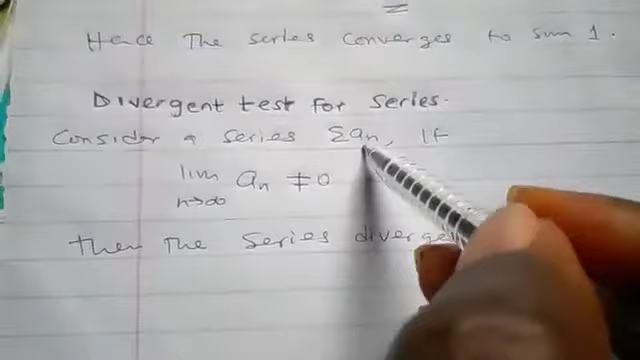 Hence The series converges to sum 1.
Divergent test for series.
Consider a series Σan, If
lim an ≠ 0
n→∞
then The series diverge